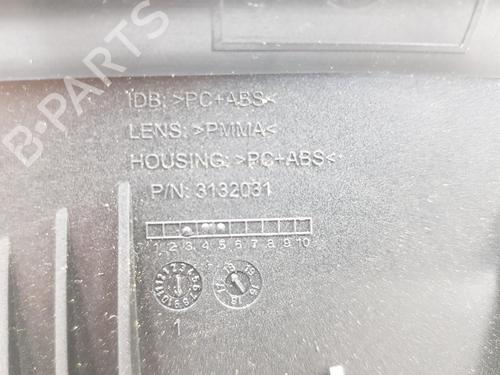 B-PARTS
IDB: >PC+ABS<
LENS: >PMMA<
HOUSING: >PC+ABS<
P/N: 3132031
1 2 3 4 5 6 7 8 9 10
1